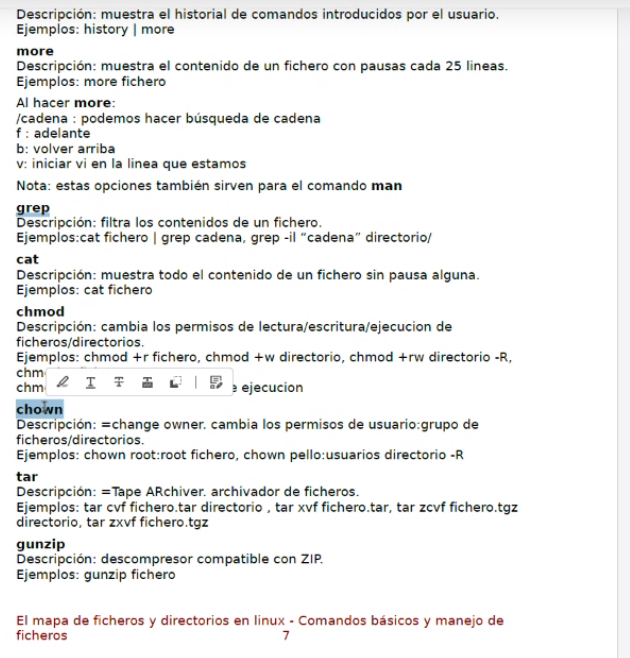 Descripción: muestra el historial de comandos introducidos por el usuario.
Ejemplos: history | more
more
Descripción: muestra el contenido de un fichero con pausas cada 25 lineas.
Ejemplos: more fichero
Al hacer more:
/cadena : podemos hacer búsqueda de cadena
f : adelante
b: volver arriba
v: iniciar vi en la linea que estamos
Nota: estas opciones también sirven para el comando man
grep
Descripción: filtra los contenidos de un fichero.
Ejemplos:cat fichero | grep cadena, grep -il “cadena” directorio/
cat
Descripción: muestra todo el contenido de un fichero sin pausa alguna.
Ejemplos: cat fichero
chmod
Descripción: cambia los permisos de lectura/escritura/ejecucion de
ficheros/directorios.
Ejemplos: chmod +r fichero, chmod +w directorio, chmod +rw directorio -R,
chm
chm e ejecucion
chown
Descripción: =change owner. cambia los permisos de usuario:grupo de
ficheros/directorios.
Ejemplos: chown root:root fichero, chown pello:usuarios directorio -R
tar
Descripción: =Tape ARchiver. archivador de ficheros.
Ejemplos: tar cvf fichero.tar directorio , tar xvf fichero.tar, tar zcvf fichero.tgz
directorio, tar zxvf fichero.tgz
gunzip
Descripción: descompresor compatible con ZIP.
Ejemplos: gunzip fichero
El mapa de ficheros y directorios en linux - Comandos básicos y manejo de
ficheros 7